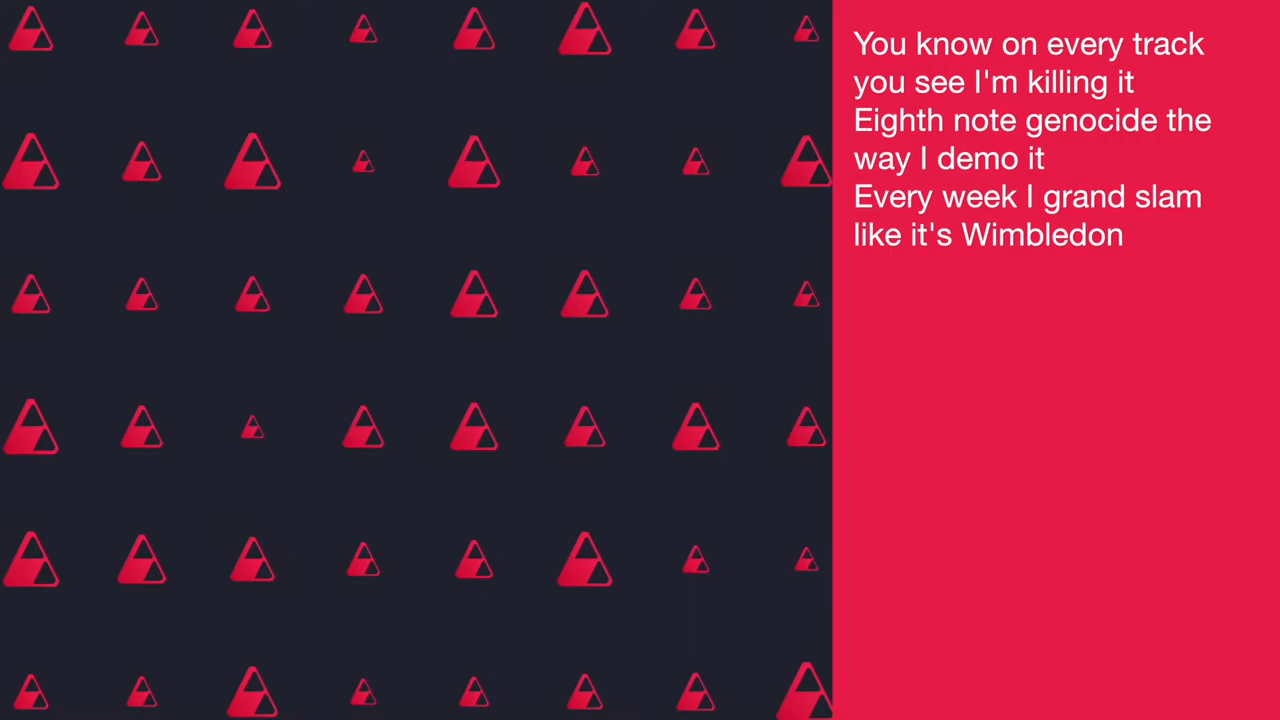 You know on every track
you see I'm killing it
Eighth note genocide the
way I demo it
Every week I grand slam
like it's Wimbledon